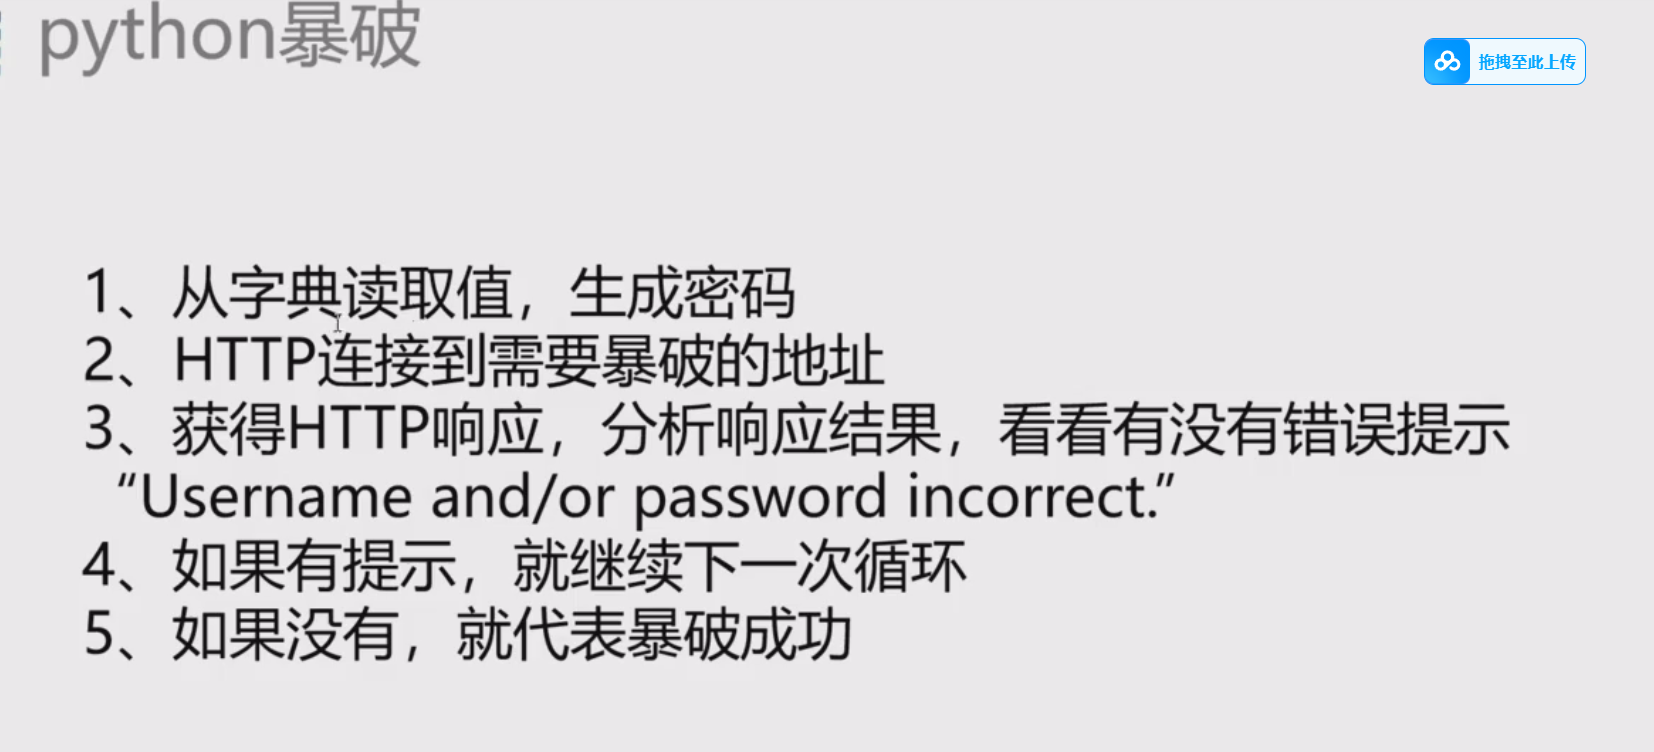 python暴破
拖拽至此上传
1、从字典读取值，生成密码
2、HTTP连接到需要暴破的地址
3、获得HTTP响应，分析响应结果，看看有没有错误提示
“Username and/or password incorrect.”
4、如果有提示，就继续下一次循环
5、如果没有，就代表暴破成功